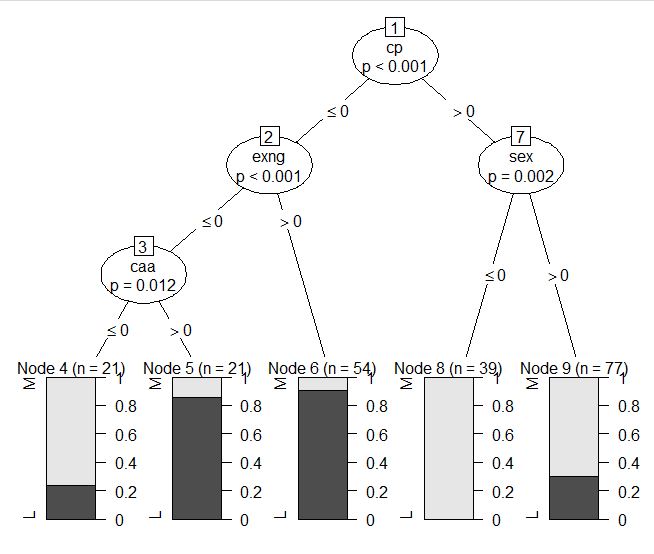 1
cp
p < 0.001
≤ 0
> 0
2
exng
p < 0.001
7
sex
p = 0.002
≤ 0
> 0
3
caa
p = 0.012
≤ 0
> 0
≤ 0
> 0
Node 4 (n = 21)
M
L
1
0.8
0.6
0.4
0.2
0
Node 5 (n = 21)
M
L
1
0.8
0.6
0.4
0.2
0
Node 6 (n = 54)
M
L
1
0.8
0.6
0.4
0.2
0
Node 8 (n = 39)
M
L
1
0.8
0.6
0.4
0.2
0
Node 9 (n = 77)
M
L
1
0.8
0.6
0.4
0.2
0